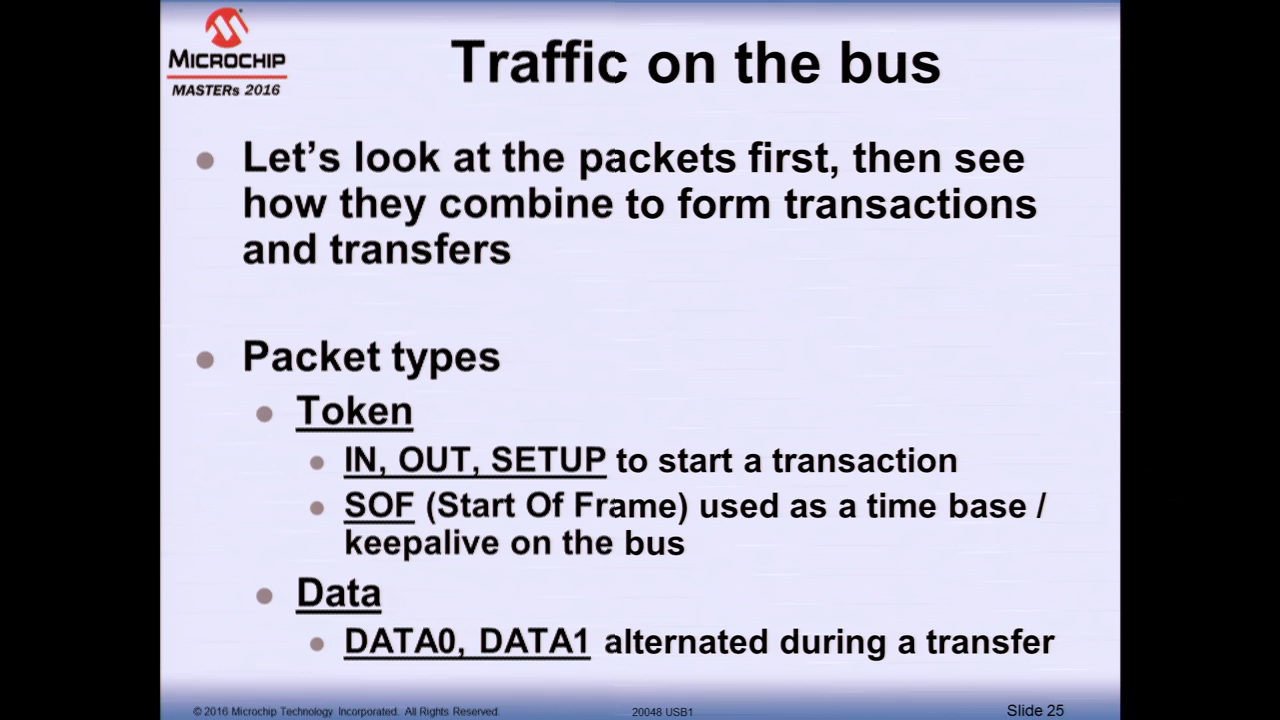 MICROCHIP
MASTERs 2016
Traffic on the bus
Let’s look at the packets first, then see
how they combine to form transactions
and transfers
Packet types
Token
IN, OUT, SETUP to start a transaction
SOF (Start Of Frame) used as a time base /
keepalive on the bus
Data
DATA0, DATA1 alternated during a transfer
© 2016 Microchip Technology Incorporated. All Rights Reserved.
20048 USB1
Slide 25